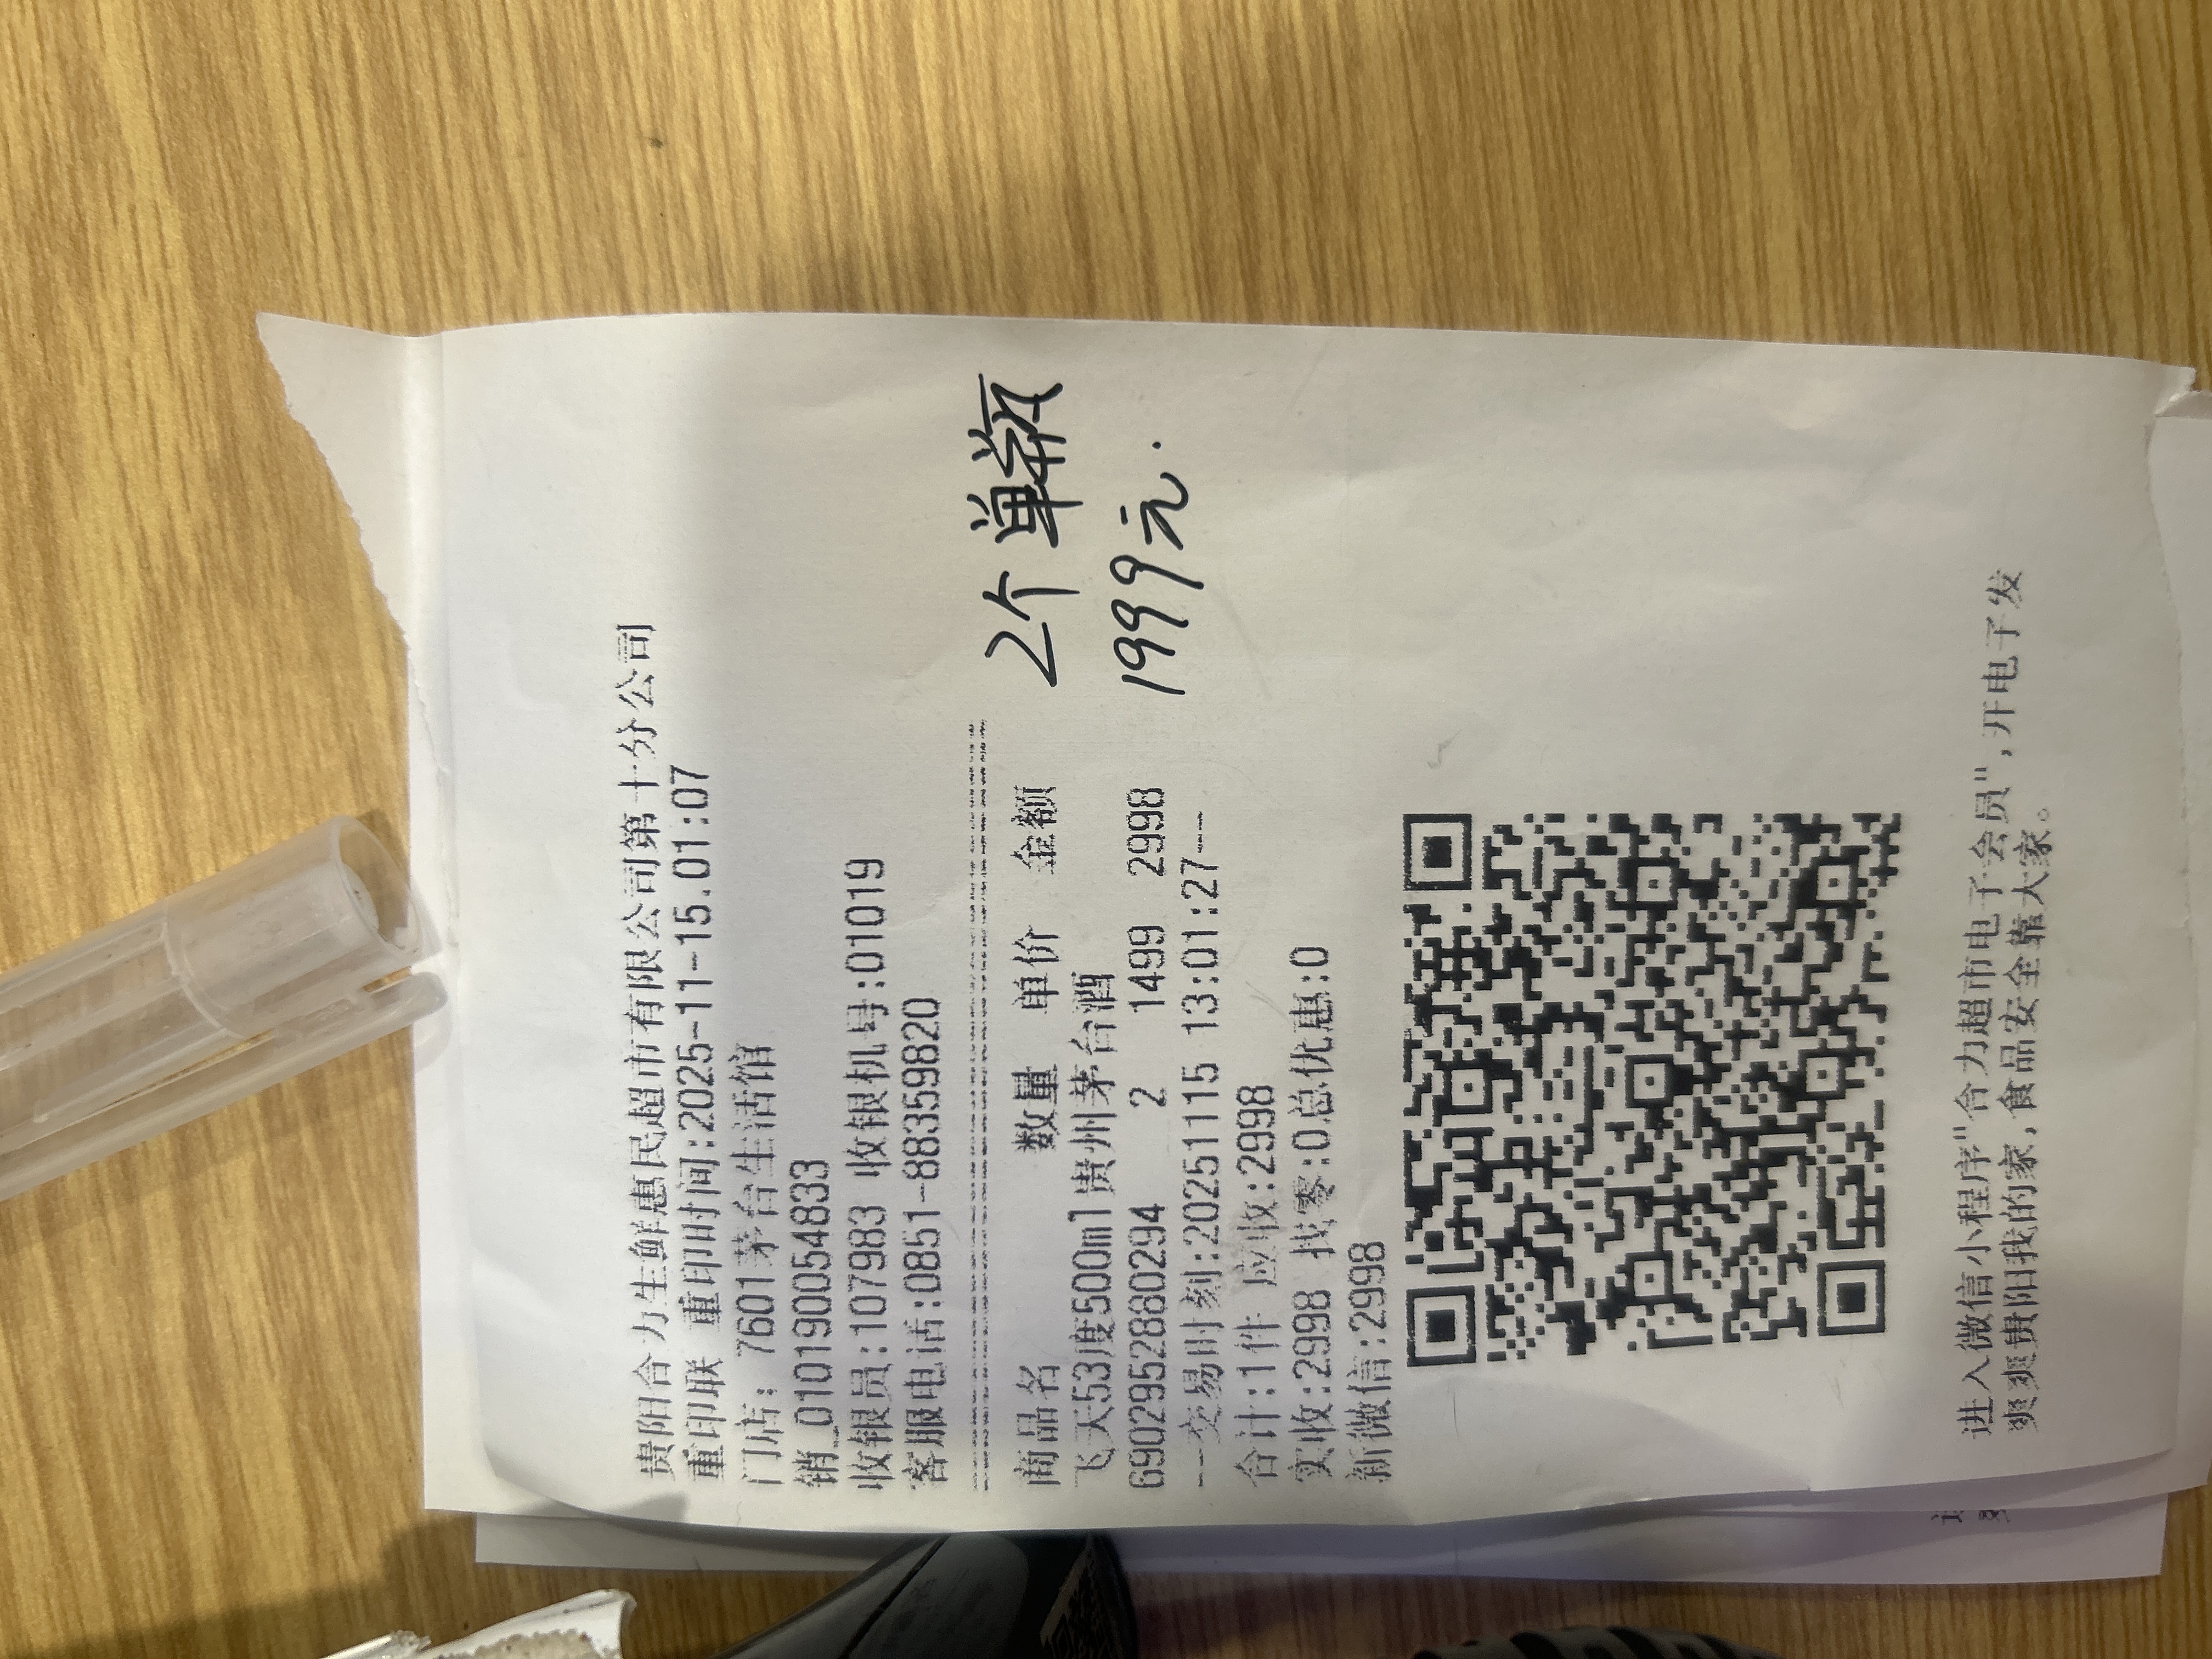 贵阳合力生鲜惠民超市有限公司第十分公司
重印联 重印时间:2025-11-15.01:07
门店: 7601茅台生活馆
销_010190054833
收银员:107983 收银机号:01019
客服电话:0851-88359820
商品名 数量 单价 金额
飞天53度500ml贵州茅台酒
6902952880294 2 1499 2998
---交易时刻:20251115 13:01:27---
合计:1件 应收:2998
实收:2998 找零:0总优惠:0
新微信:2998
2个单瓶
1999元.
进入微信小程序"合力超市电子会员",开电子发
爽爽贵阳我的家,食品安全靠大家。